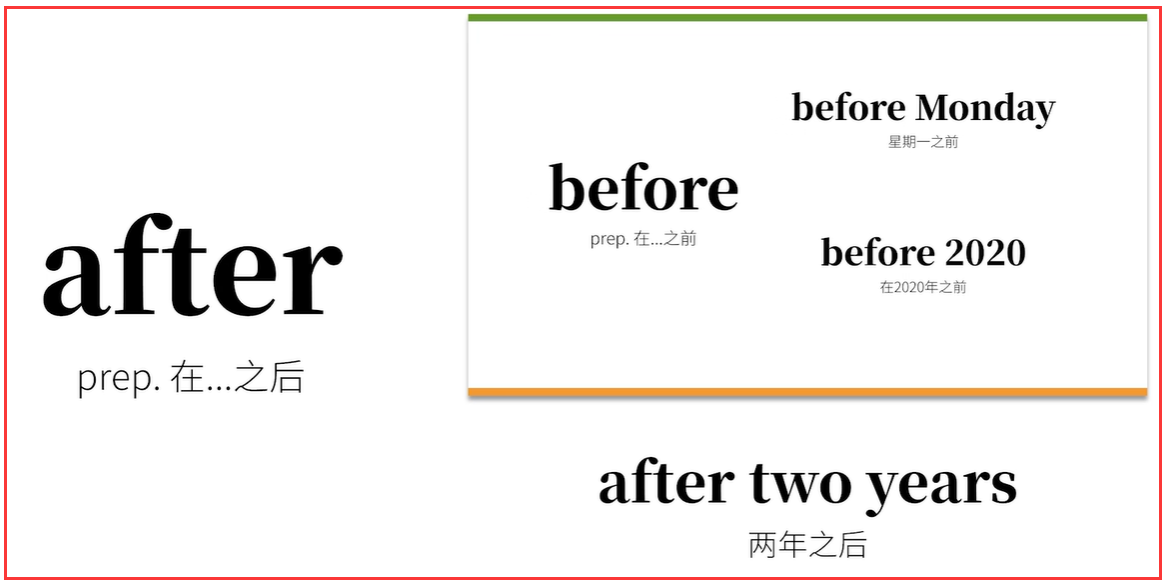 after
prep. 在...之后
before
prep. 在...之前
before Monday
星期一之前
before 2020
在2020年之前
after two years
两年之后